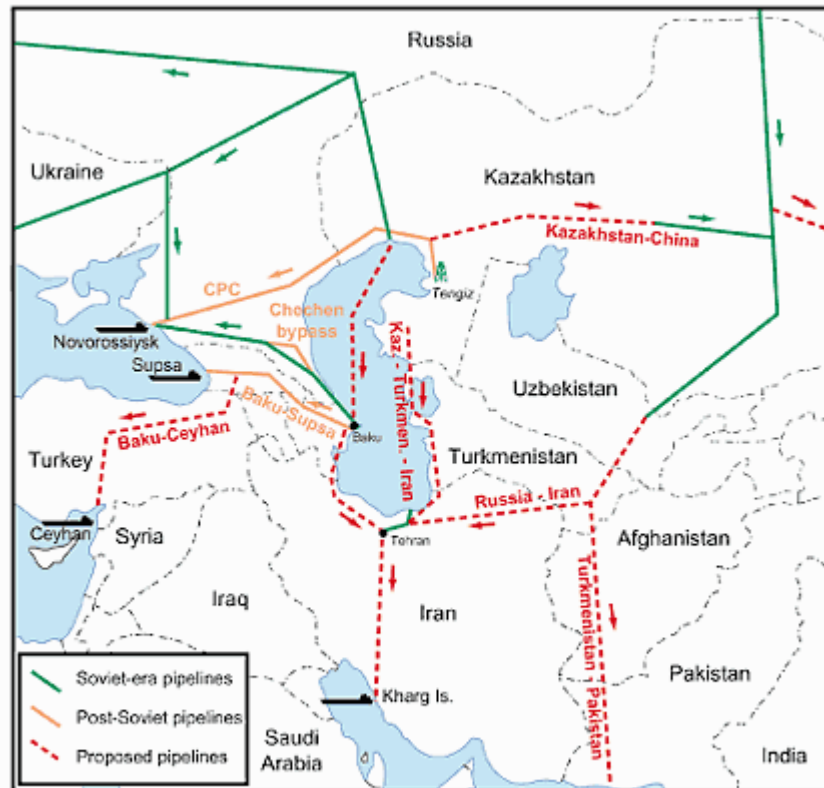 Russia
Ukraine
Kazakhstan
Kazakhstan-China
CPC
Tengiz
Chechen
bypass
Novorossiysk
Supsa
Kaz. - Turkmen. - Iran
Uzbekistan
Baku-Supsa
Baku
Baku-Ceyhan
Turkey
Turkmenistan
Russia - Iran
Ceyhan
Syria
Tehran
Afghanistan
Iraq
Iran
Turkmenistan - Pakistan
Pakistan
Soviet-era pipelines
Post-Soviet pipelines
Proposed pipelines
Kharg Is.
Saudi
Arabia
India